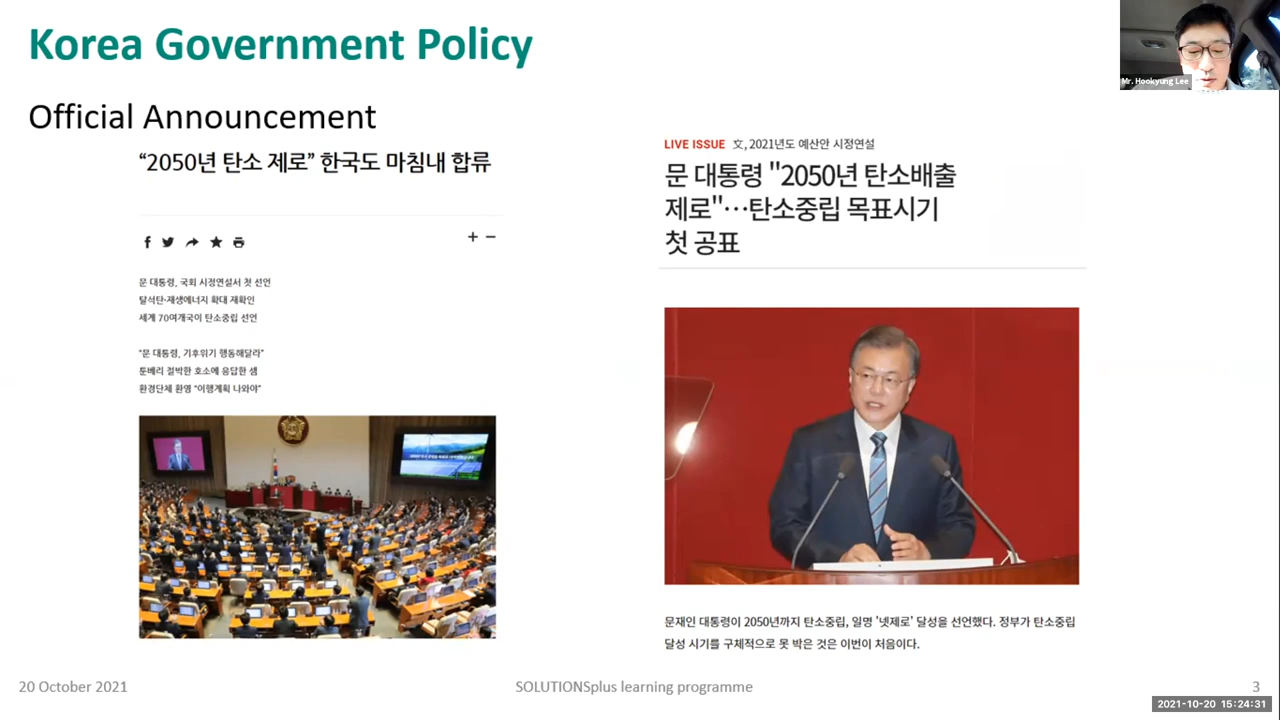 Korea Government Policy
Mr. Hookyung Lee
Official Announcement
“2050년 탄소 제로” 한국도 마침내 합류
문 대통령, 국회 시정연설서 첫 선언
탈석탄·재생에너지 확대 재확인
세계 70여개국이 탄소중립 선언
“문 대통령, 기후위기 행동해달라”
툰베리 절박한 호소에 응답한 셈
환경단체 환영 “이행계획 나와야”
LIVE ISSUE 文, 2021년도 예산안 시정연설
문 대통령 "2050년 탄소배출
제로"…탄소중립 목표시기
첫 공표
문재인 대통령이 2050년까지 탄소중립, 일명 '넷제로' 달성을 선언했다. 정부가 탄소중립
달성 시기를 구체적으로 못 박은 것은 이번이 처음이다.
20 October 2021
SOLUTIONSplus learning programme
3
2021-10-20 15:24:31